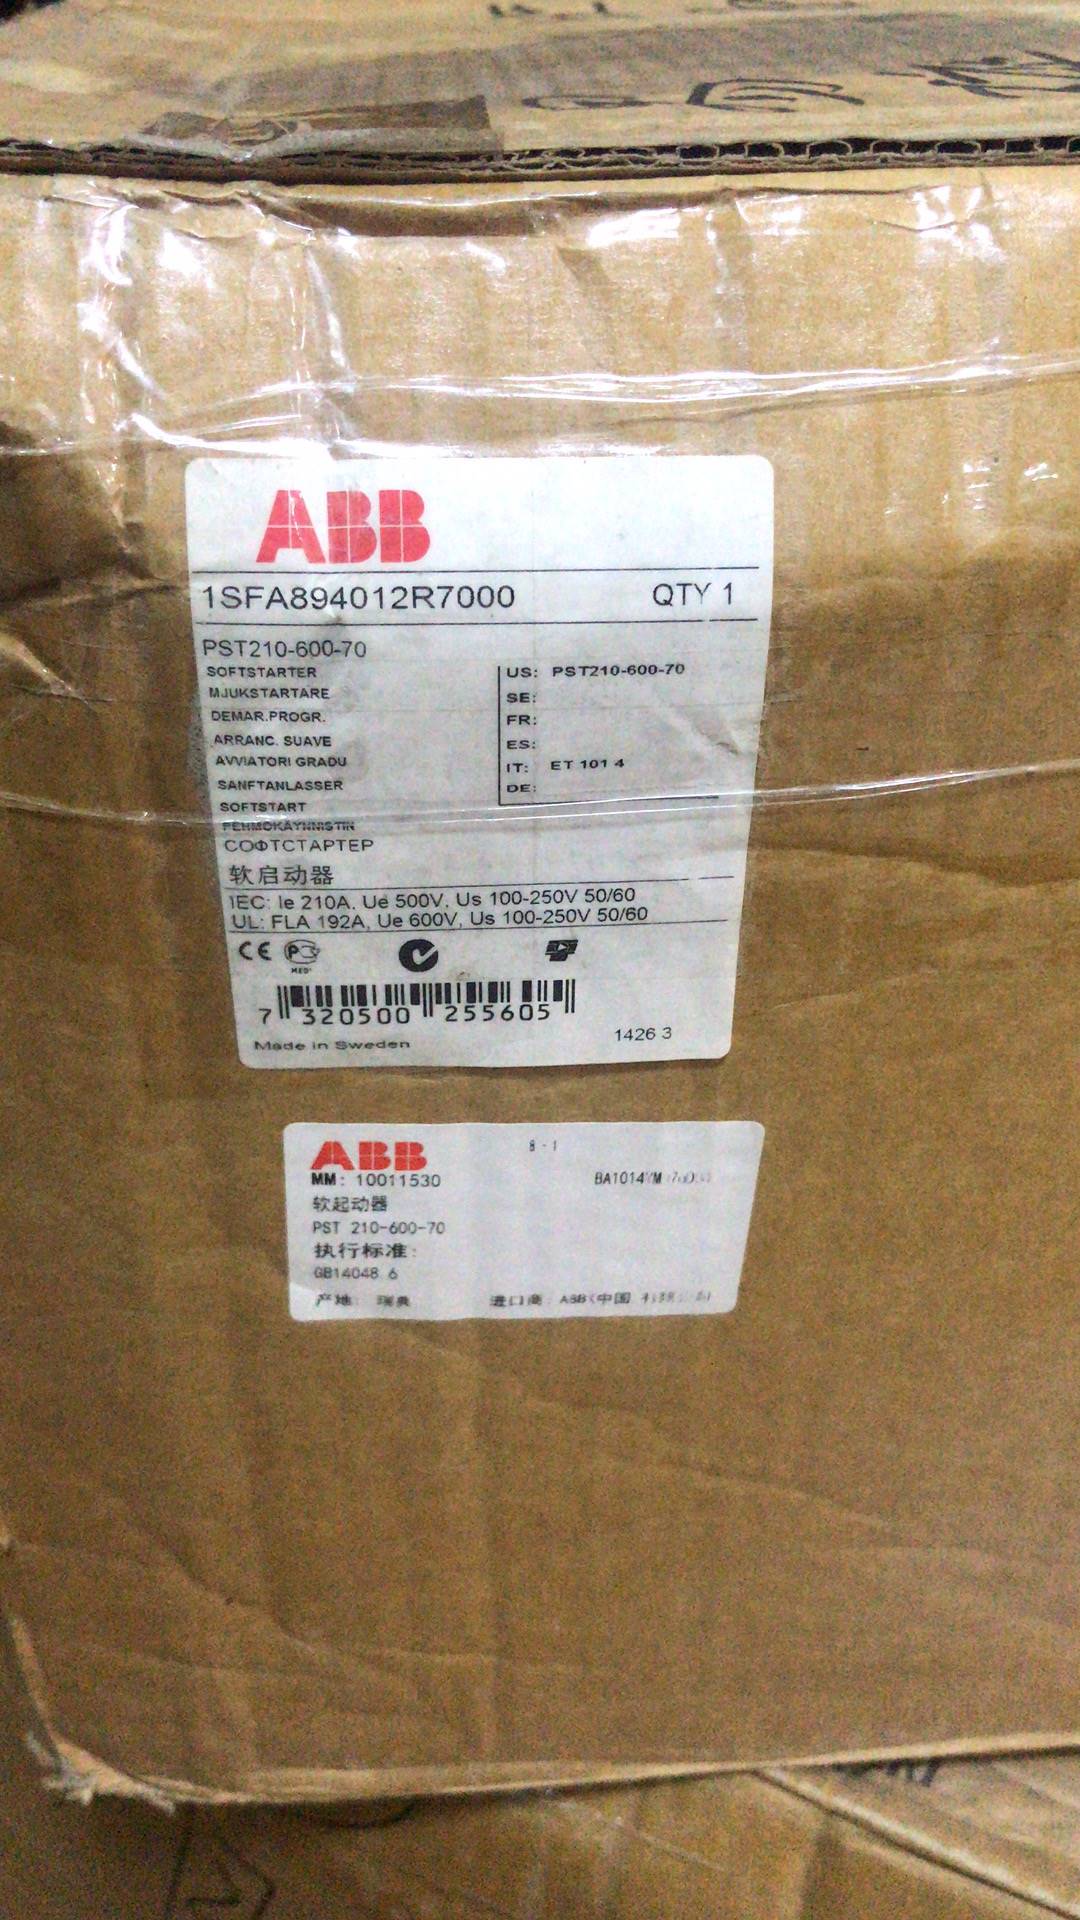 ABB
1SFA894012R7000 QTY 1
PST210-600-70
SOFTSTARTER
MJUKSTARTARE
DEMAR.PROGR.
ARRANC. SUAVE
AVVIATORI GRADU
SANFTANLASSER
SOFTSTART
PEHMOKAYNNISTIN
СОФТСТАРТЕР
软启动器
US: PST210-600-70
SE:
FR:
ES:
IT: ET 101 4
DE:
IEC: Ie 210A, Ue 500V, Us 100-250V 50/60
UL: FLA 192A, Ue 600V, Us 100-250V 50/60
CE
7 320500 255605
Made in Sweden 1426 3
ABB 8-1
MM: 10011530
软起动器
PST 210-600-70
执行标准:
GB14048.6
产地: 瑞典 进口商: ABB(中国